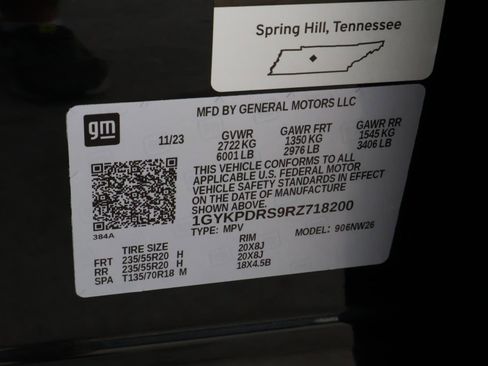 Spring Hill, Tennessee
MFD BY GENERAL MOTORS LLC
gm
11/23 GVWR GAWR FRT GAWR RR
2722 KG 1350 KG 1545 KG
6001 LB 2976 LB 3406 LB
THIS VEHICLE CONFORMS TO ALL
APPLICABLE U.S. FEDERAL MOTOR
VEHICLE SAFETY STANDARDS IN EFFECT
ON THE DATE OF MANUFACTURE
SHOWN ABOVE.
1GYKPDRS9RZ718200
TYPE: MPV MODEL: 906NW26
384A
TIRE SIZE RIM
FRT 235/55R20 H 20X8J
RR 235/55R20 H 20X8J
SPA T135/70R18 M 18X4.5B